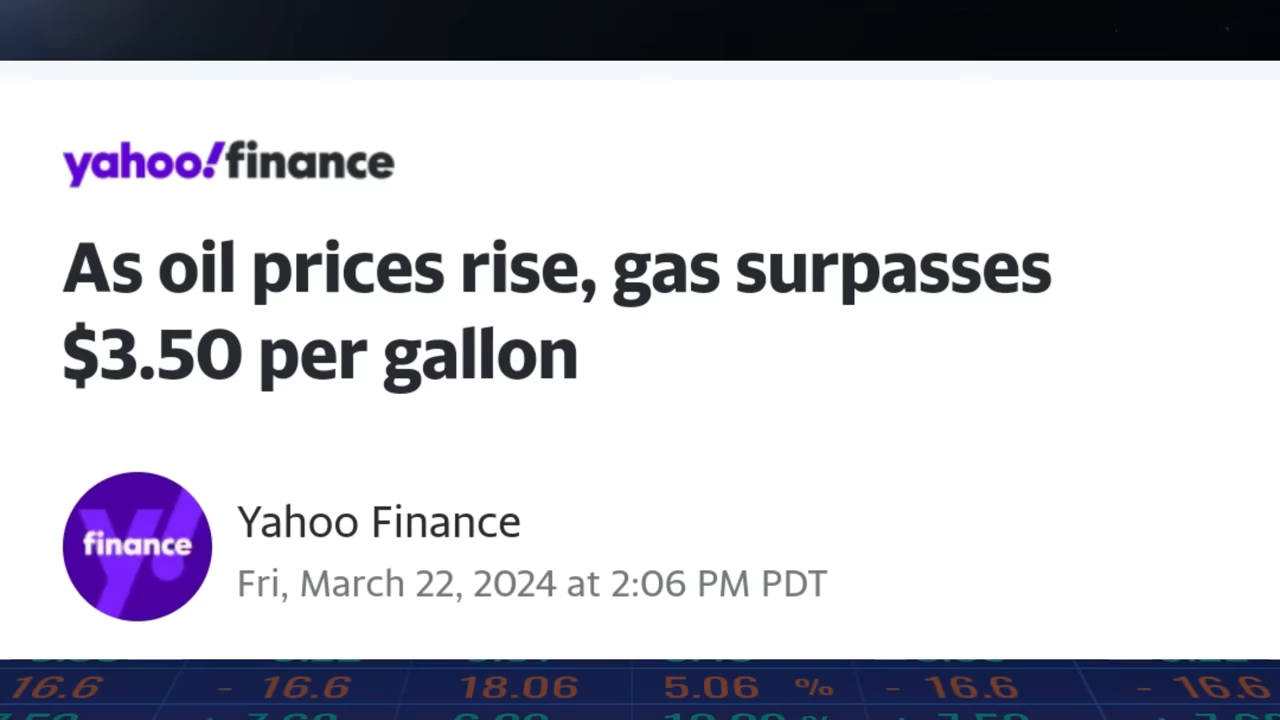 yahoo!finance
As oil prices rise, gas surpasses
$3.50 per gallon
finance
Yahoo Finance
Fri, March 22, 2024 at 2:06 PM PDT
16.6 - 16.6 18.06 5.06 % - 16.6 - 16.6